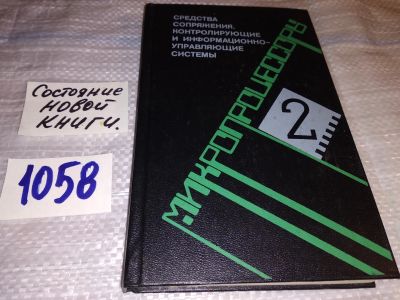 СРЕДСТВА
СОПРЯЖЕНИЯ.
КОНТРОЛИРУЮЩИЕ
И ИНФОРМАЦИОННО-
УПРАВЛЯЮЩИЕ
СИСТЕМЫ
МИКРОПРОЦЕССОРЫ
2
Состояние
новой
книги.
1058